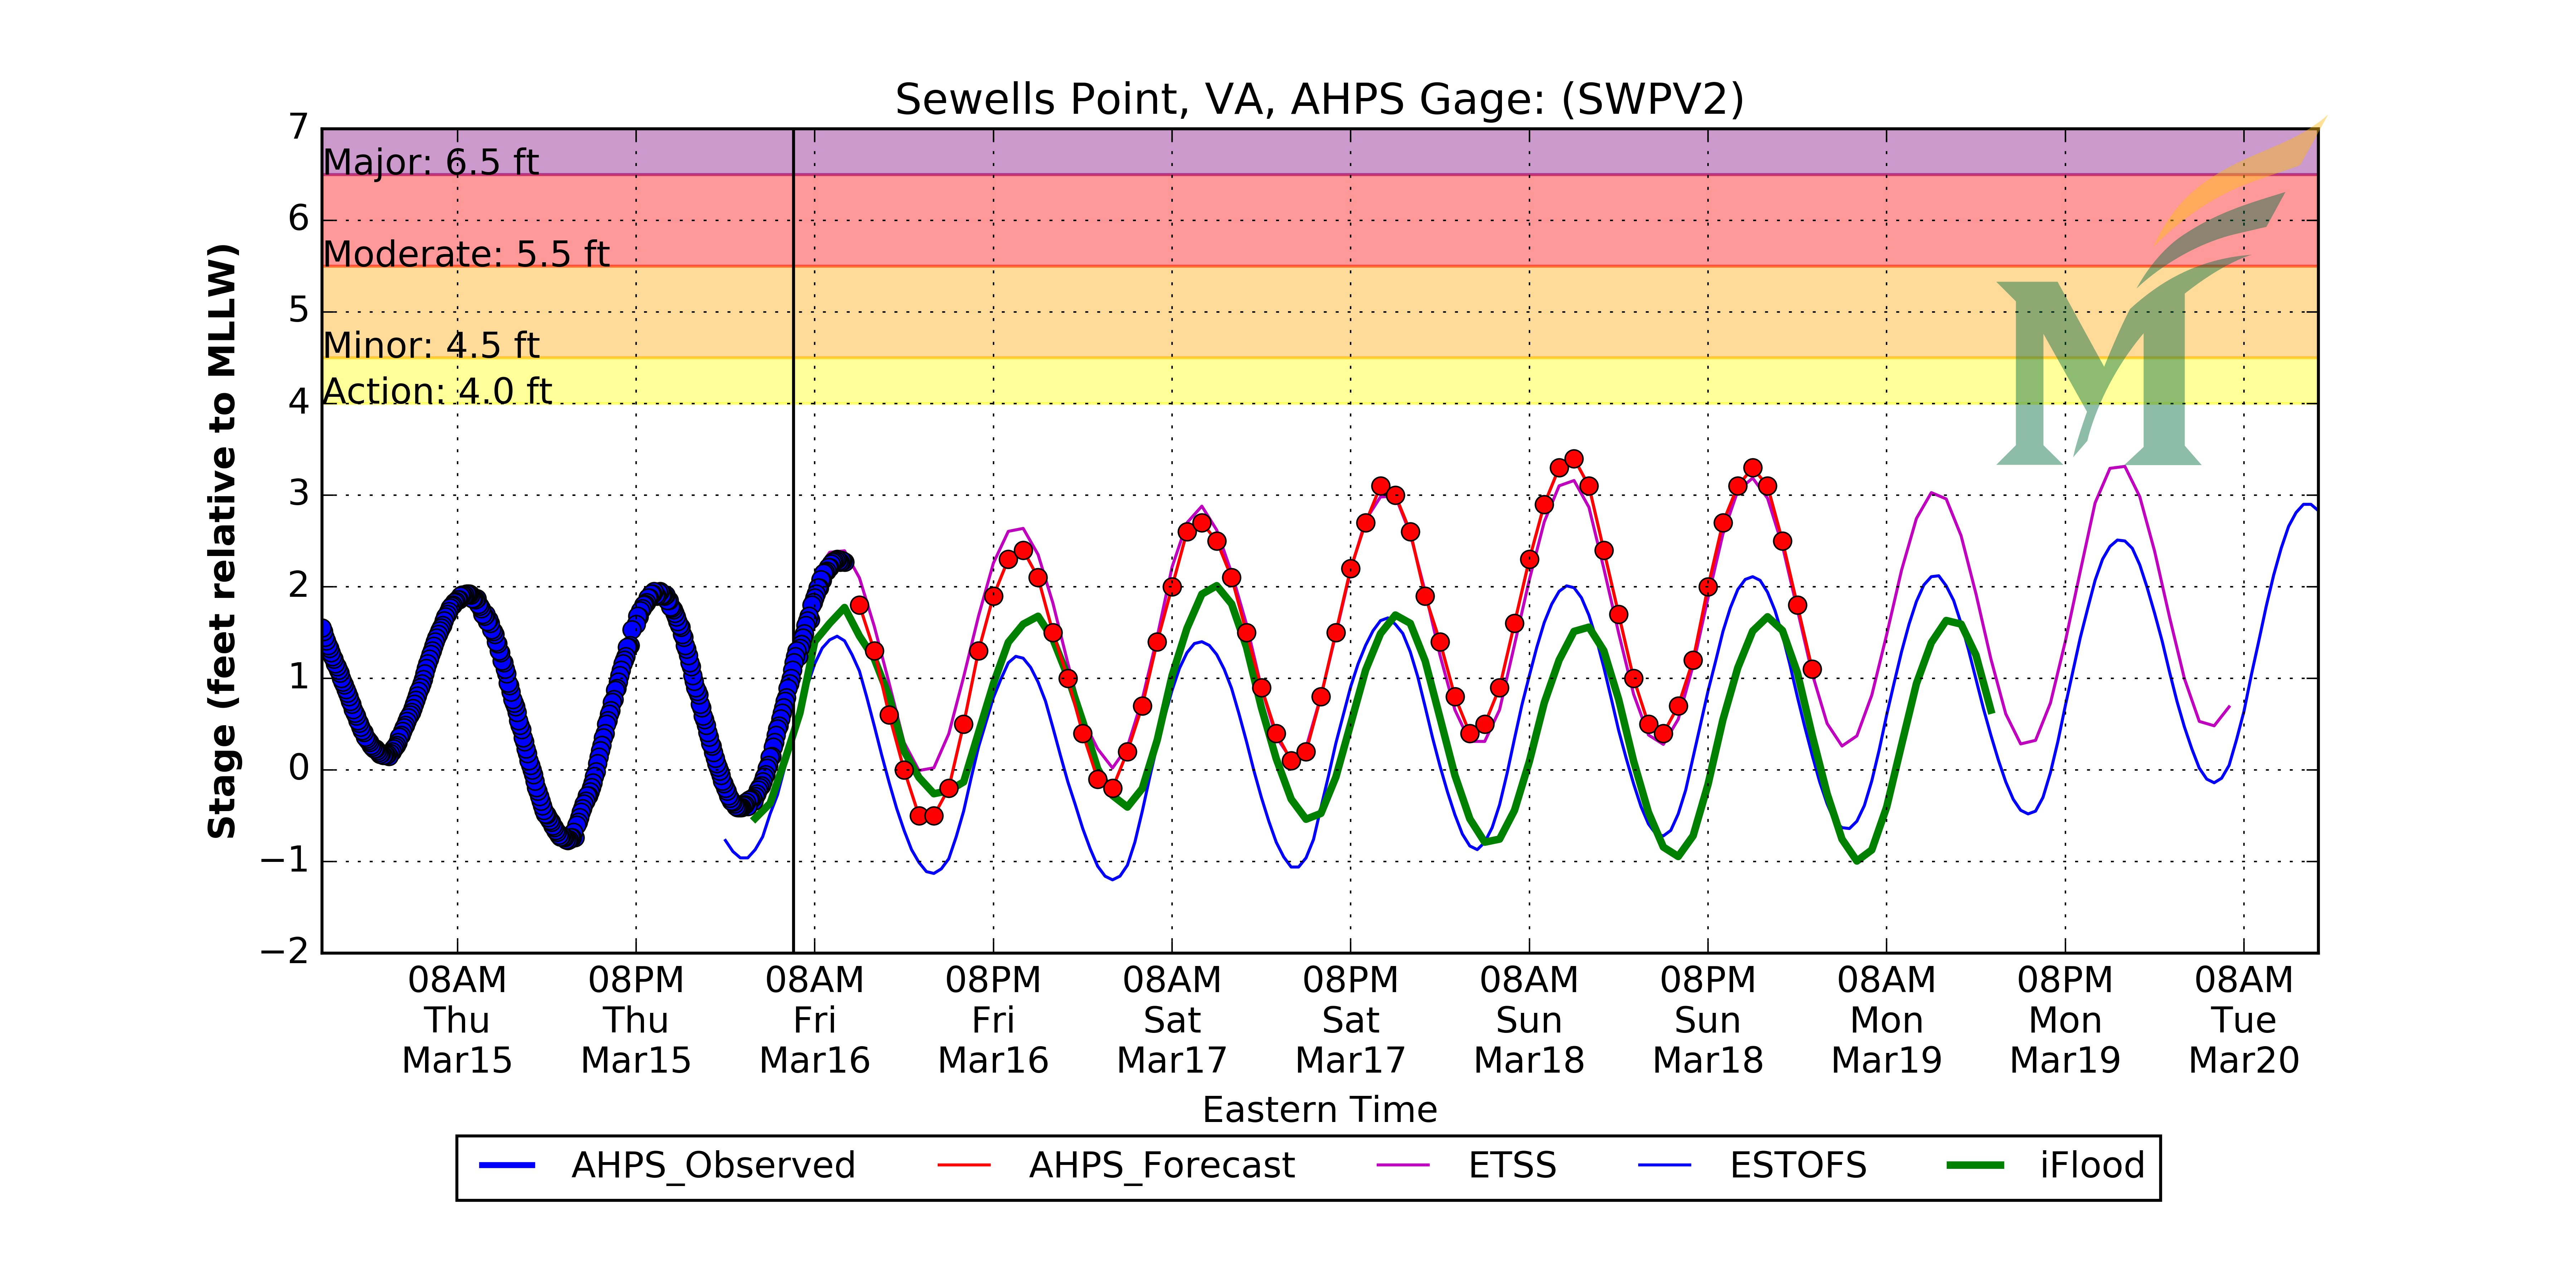 Sewells Point, VA, AHPS Gage: (SWPV2)
Stage (feet relative to MLLW)
7
6
5
4
3
2
1
0
−1
−2
Major: 6.5 ft
Moderate: 5.5 ft
Minor: 4.5 ft
Action: 4.0 ft
M
08AM 08PM 08AM 08PM 08AM 08PM 08AM 08PM 08AM 08PM 08AM
Thu Thu Fri Fri Sat Sat Sun Sun Mon Mon Tue
Mar15 Mar15 Mar16 Mar16 Mar17 Mar17 Mar18 Mar18 Mar19 Mar19 Mar20
Eastern Time
AHPS_Observed AHPS_Forecast ETSS ESTOFS iFlood